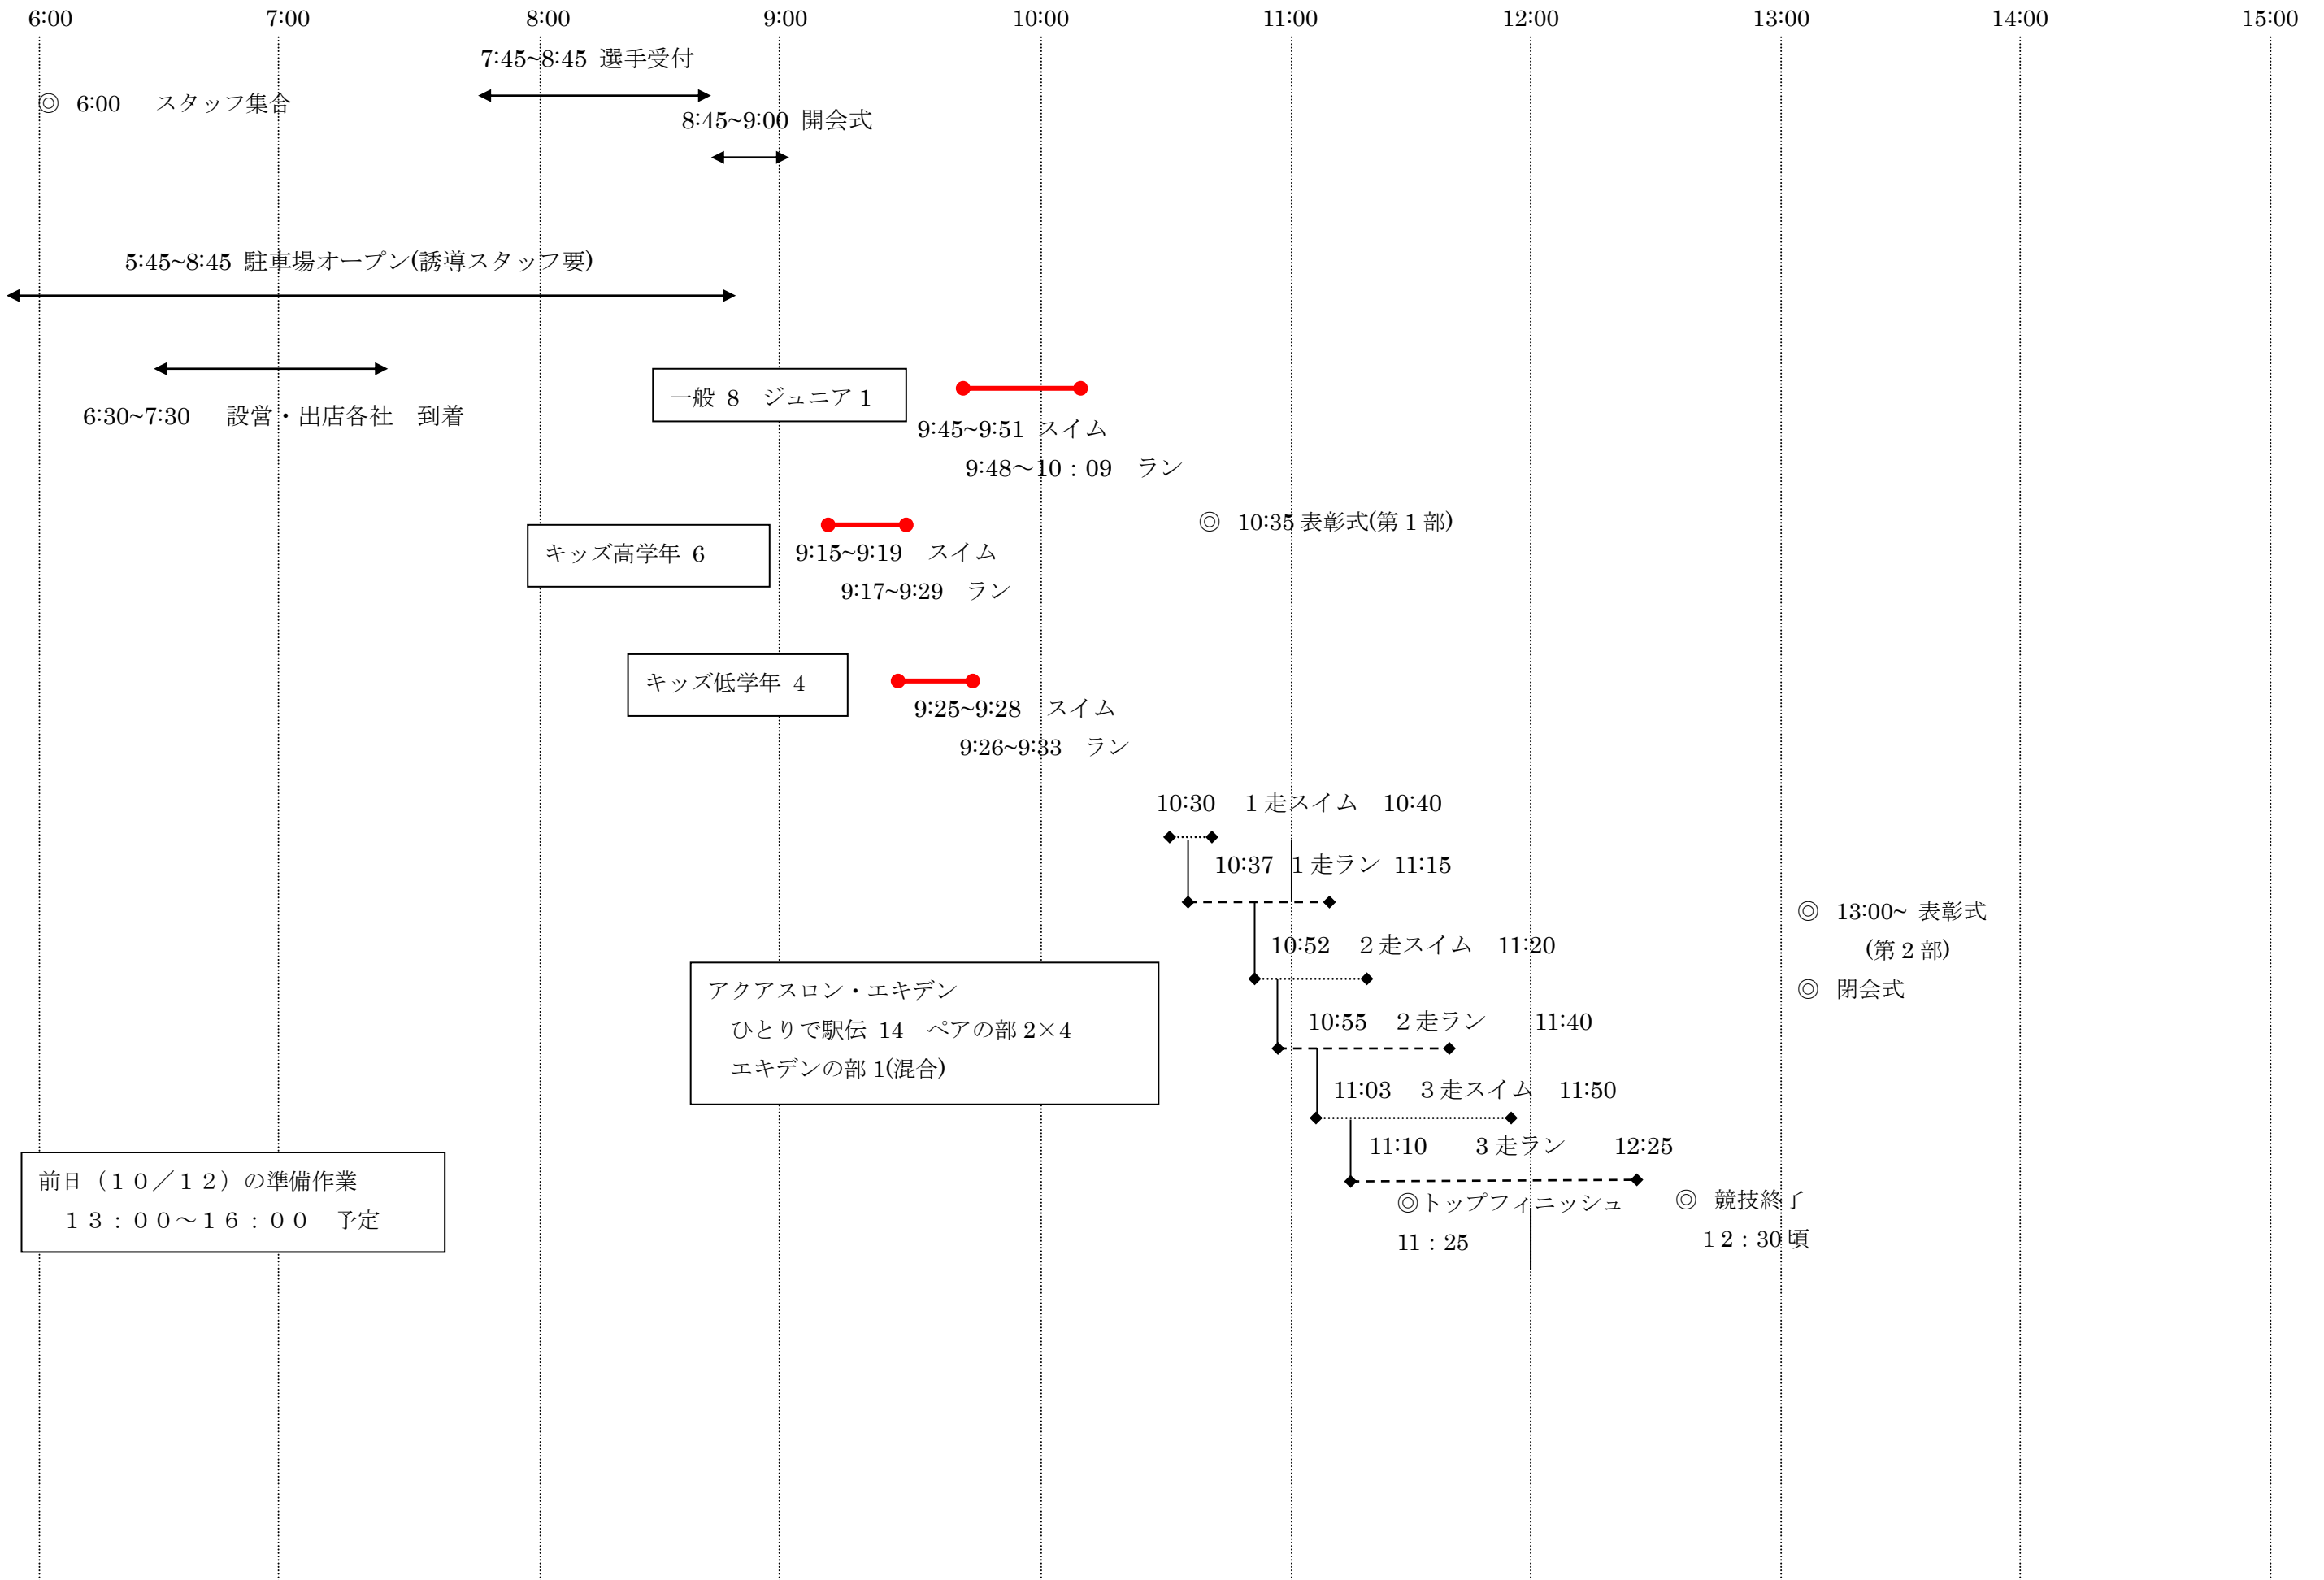 6:00 7:00 8:00 9:00 10:00 11:00 12:00 13:00 14:00 15:00
7:45~8:45 選手受付
◎ 6:00 スタッフ集合
8:45~9:00 開会式
5:45~8:45 駐車場オープン(誘導スタッフ要)
6:30~7:30 設営・出店各社 到着
一般 8 ジュニア 1
9:45~9:51 スイム
9:48～10：09 ラン
◎ 10:35 表彰式(第 1 部)
キッズ高学年 6
9:15~9:19 スイム
9:17~9:29 ラン
キッズ低学年 4
9:25~9:28 スイム
9:26~9:33 ラン
10:30 １走スイム 10:40
10:37 １走ラン 11:15
10:52 ２走スイム 11:20
10:55 ２走ラン 11:40
11:03 ３走スイム 11:50
11:10 ３走ラン 12:25
◎トップフィニッシュ
11：25
◎ 競技終了
１２：30 頃
◎ 13:00~ 表彰式
(第 2 部)
◎ 閉会式
アクアスロン・エキデン
ひとりで駅伝 14 ペアの部 2×4
エキデンの部 1(混合)
前日（１０／１２）の準備作業
１３：００～１６：００ 予定